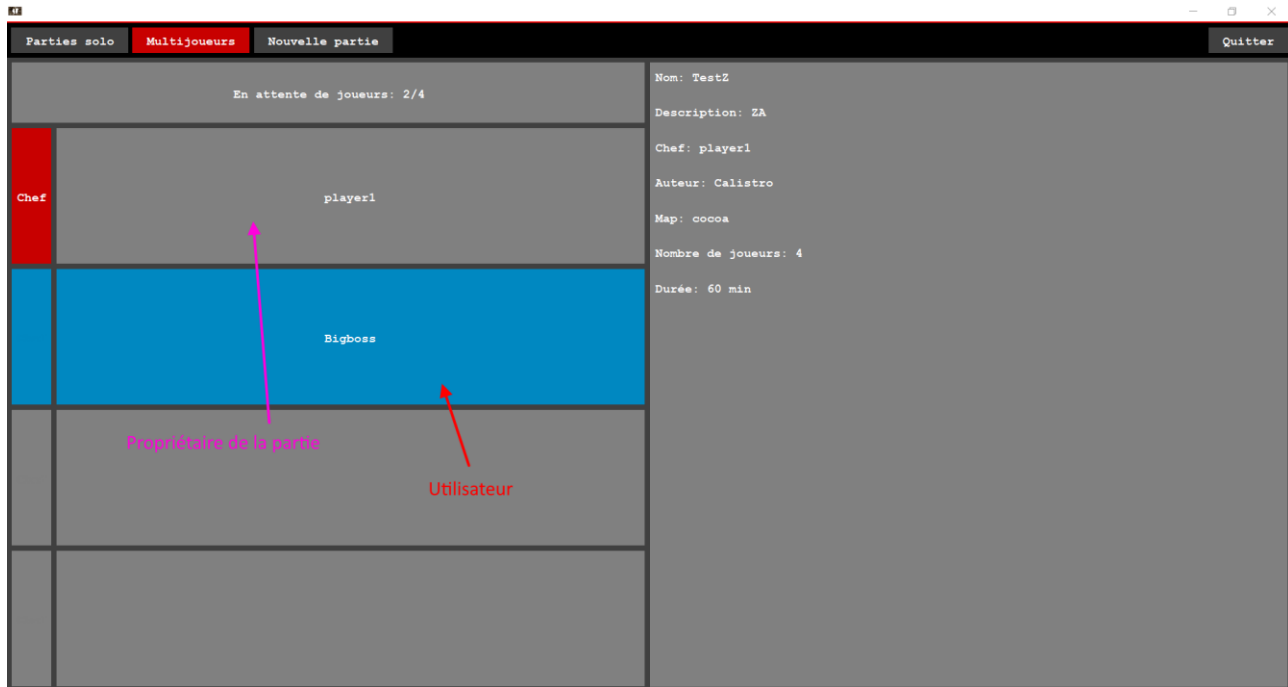 Parties solo
Multijoueurs
Nouvelle partie
Quitter
En attente de joueurs: 2/4
Chef
player1
Bigboss
Propriétaire de la partie
Utilisateur
Nom: TestZ
Description: ZA
Chef: player1
Auteur: Calistro
Map: cocoa
Nombre de joueurs: 4
Durée: 60 min